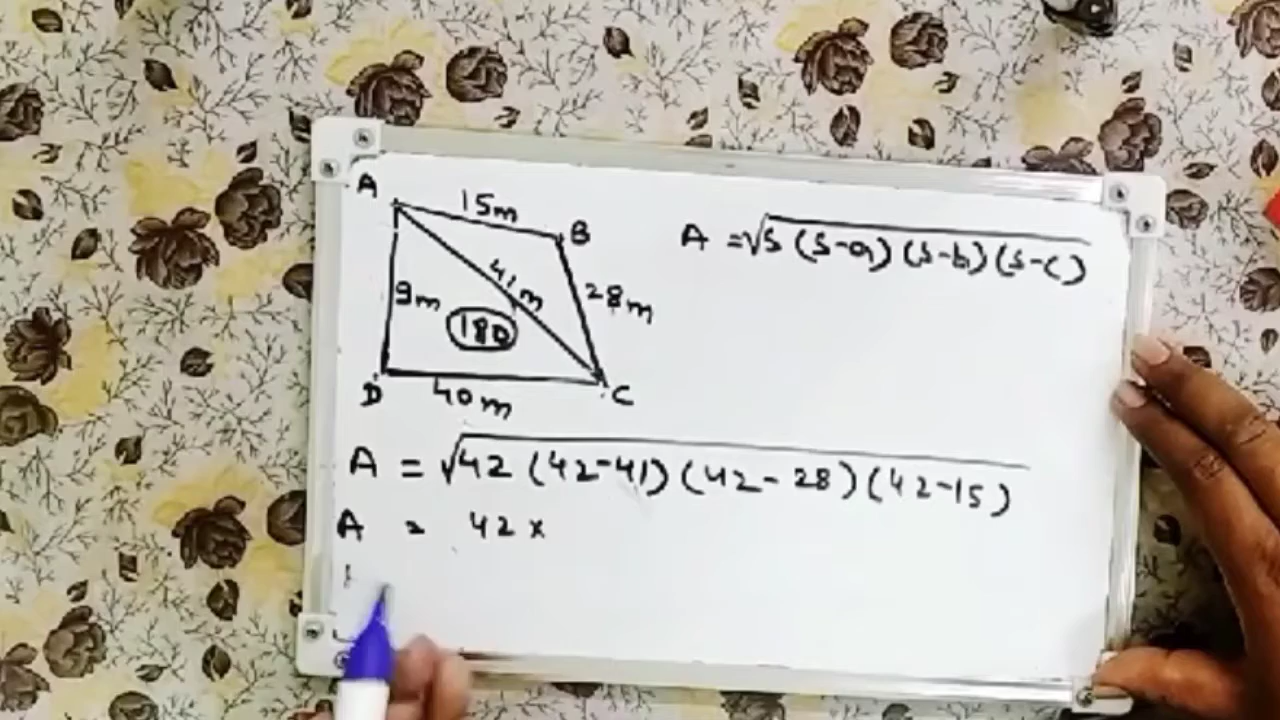 A
15m
B
A = √s (s-a) (s-b) (s-c)
9m
41m
28m
180
D
40m
C
A = √42 (42-41) (42-28) (42-15)
A = 42 ×